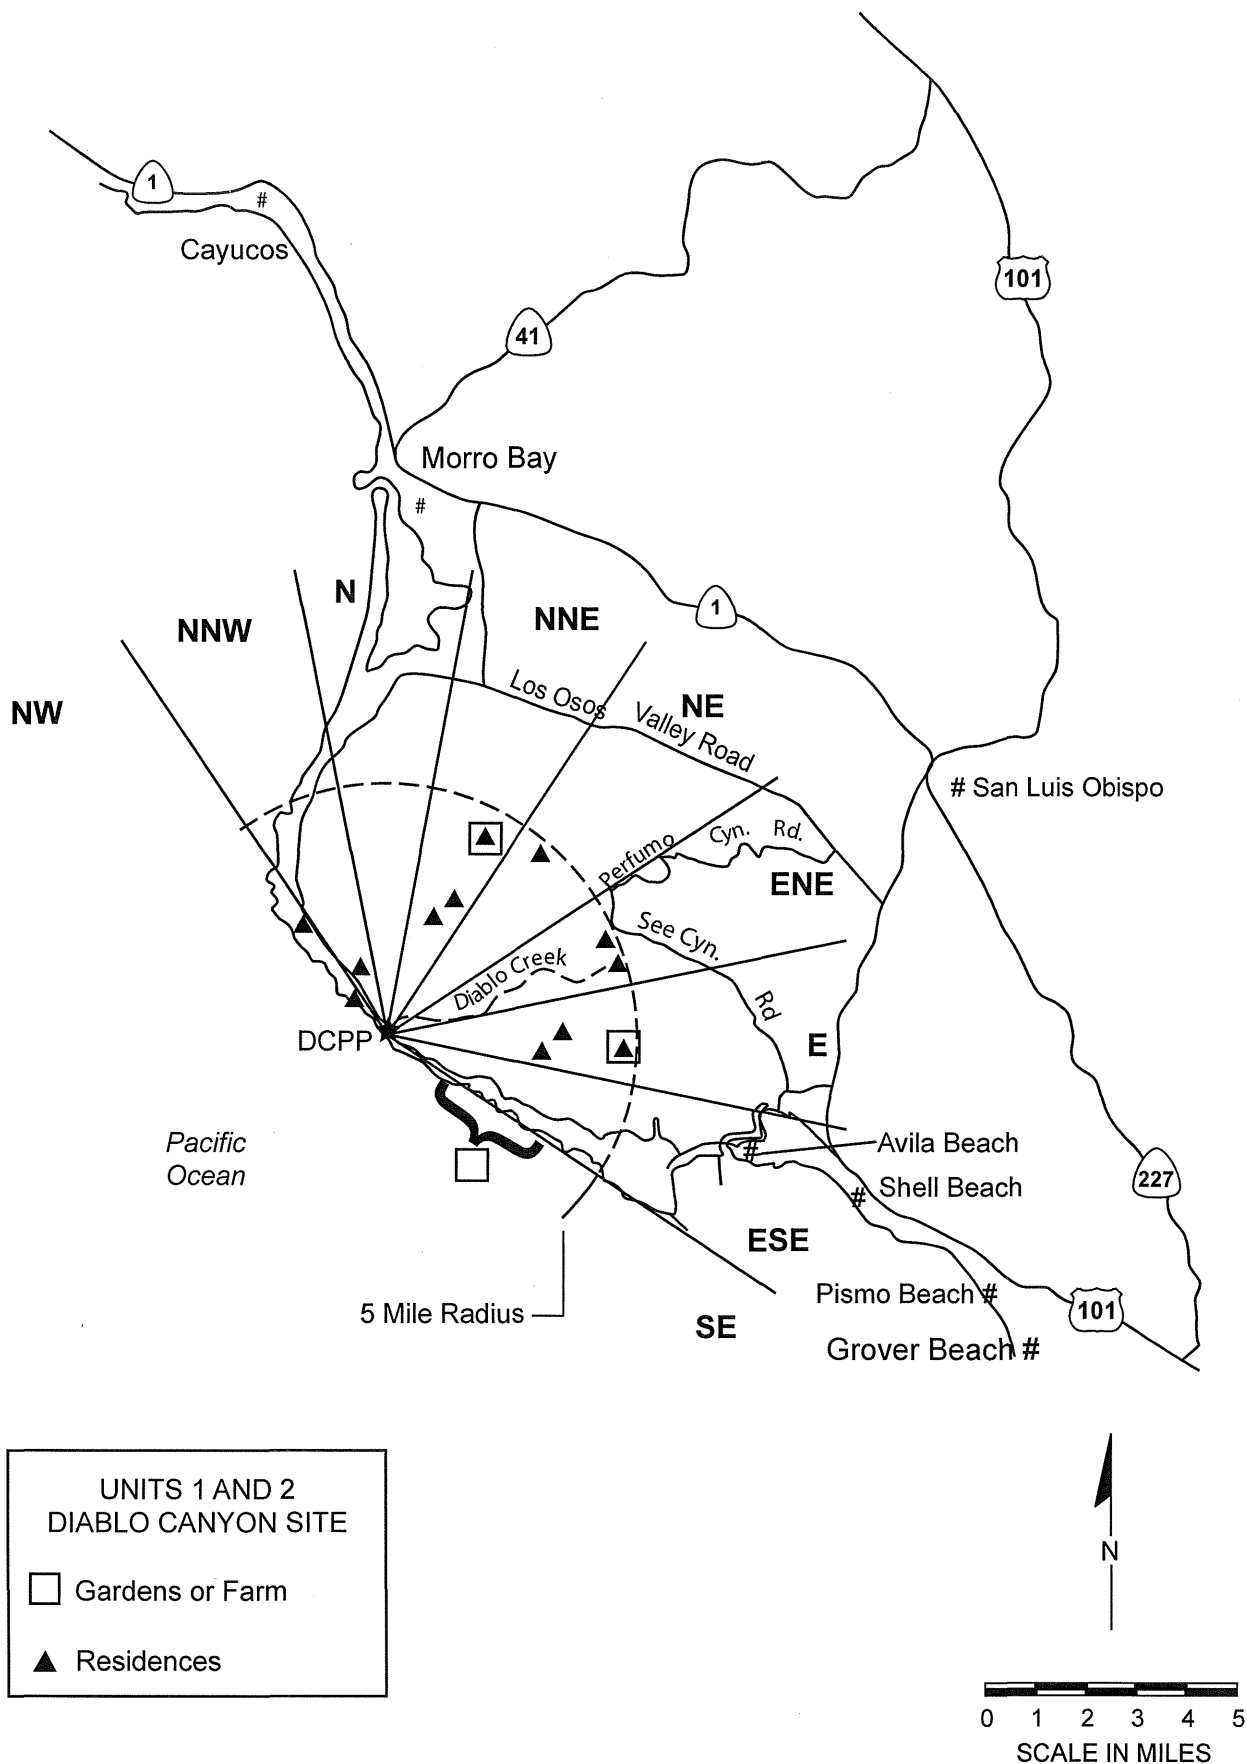 1
#
Cayucos
101
41
Morro Bay
#
N
NNW
NNE
1
NW
Los Osos Valley Road
NE
# San Luis Obispo
Perfumo Cyn. Rd.
ENE
See Cyn. Rd
Diablo Creek
DCPP
E
Pacific
Ocean
#
Avila Beach
227
#
Shell Beach
ESE
Pismo Beach #
5 Mile Radius
101
SE
Grover Beach #
UNITS 1 AND 2
DIABLO CANYON SITE
Gardens or Farm
Residences
N
0 1 2 3 4 5
SCALE IN MILES